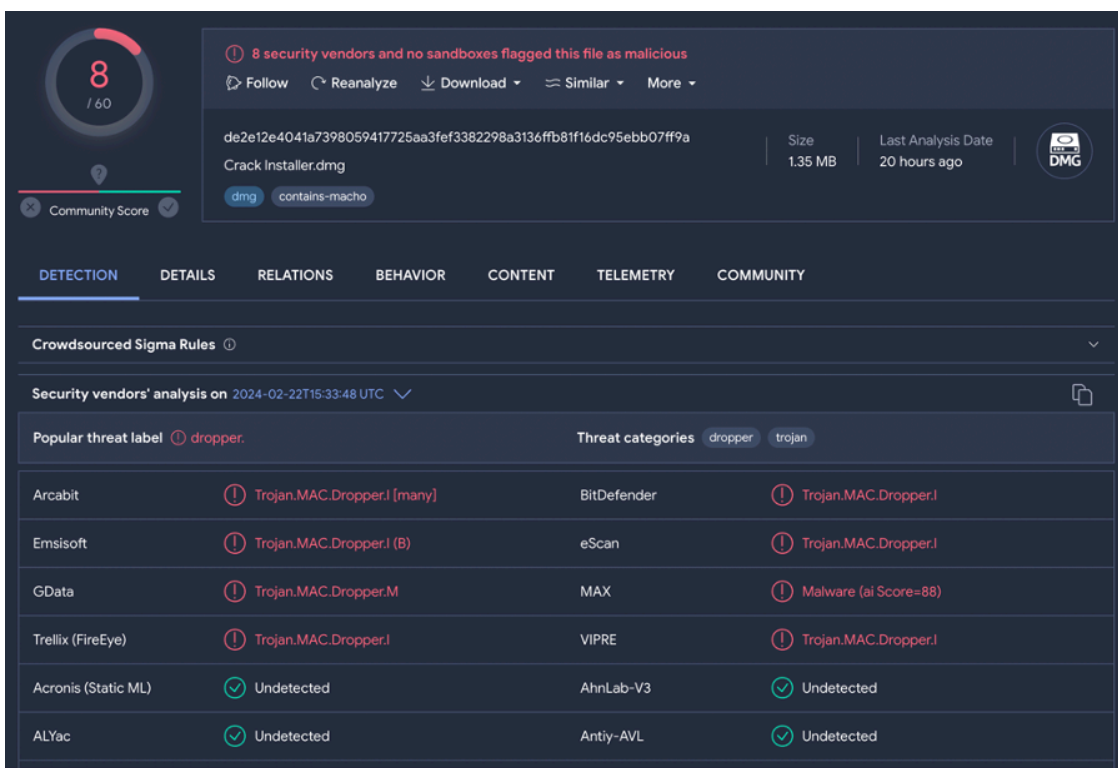 8
/ 60
Community Score
8 security vendors and no sandboxes flagged this file as malicious
Follow Reanalyze Download Similar More
de2e12e4041a7398059417725aa3fef3382298a3136ffb81f16dc95ebb07ff9a
Crack Installer.dmg
dmg contains-macho
Size
1.35 MB
Last Analysis Date
20 hours ago
DMG
DETECTION DETAILS RELATIONS BEHAVIOR CONTENT TELEMETRY COMMUNITY
Crowdsourced Sigma Rules
Security vendors' analysis on 2024-02-22T15:33:48 UTC
Popular threat label dropper. Threat categories dropper trojan
Arcabit Trojan.MAC.Dropper.I [many] BitDefender Trojan.MAC.Dropper.I
Emsisoft Trojan.MAC.Dropper.I (B) eScan Trojan.MAC.Dropper.I
GData Trojan.MAC.Dropper.M MAX Malware (ai Score=88)
Trellix (FireEye) Trojan.MAC.Dropper.I VIPRE Trojan.MAC.Dropper.I
Acronis (Static ML) Undetected AhnLab-V3 Undetected
ALYac Undetected Antiy-AVL Undetected